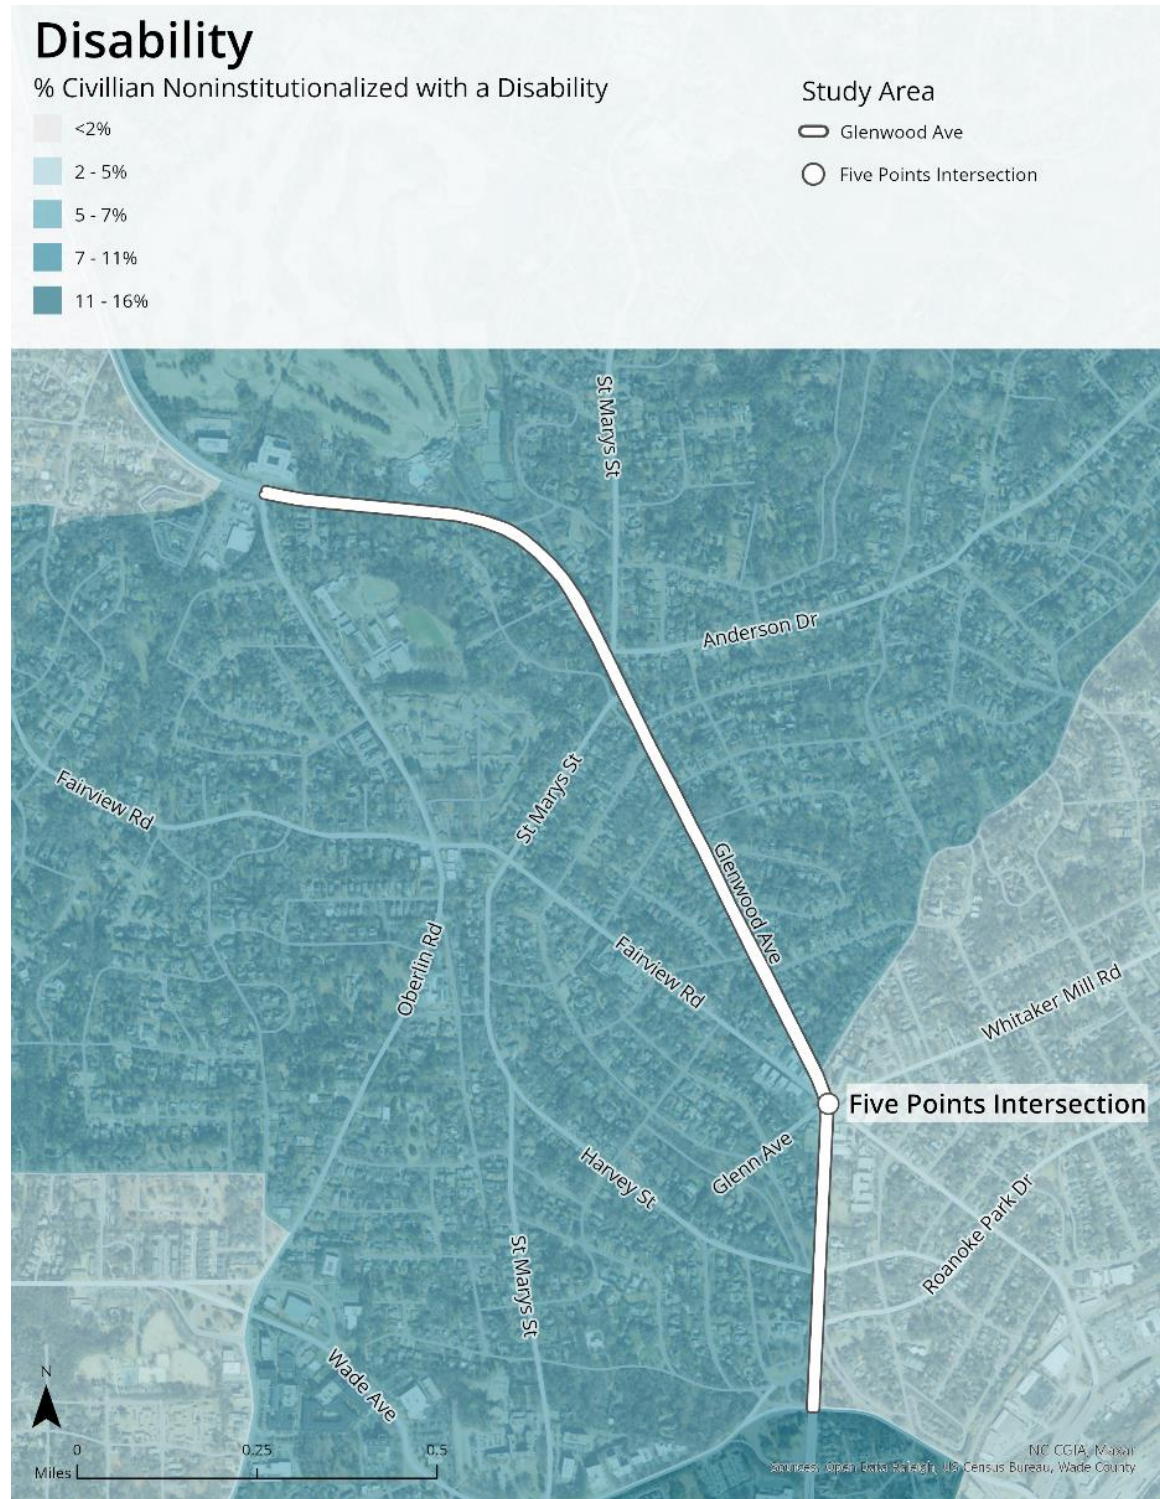 Disability
% Civillian Noninstitutionalized with a Disability
<2%
2 - 5%
5 - 7%
7 - 11%
11 - 16%
Study Area
Glenwood Ave
Five Points Intersection
St Marys St
Anderson Dr
St Marys St
Fairview Rd
Glenwood Ave
Oberlin Rd
Fairview Rd
Whitaker Mill Rd
Five Points Intersection
Glenn Ave
Harvey St
Roanoke Park Dr
St Marys St
Wade Ave
N
0 0.25 0.5
Miles
NC CGIA, Maxar
Sources: Open Data Raleigh, US Census Bureau, Wade County